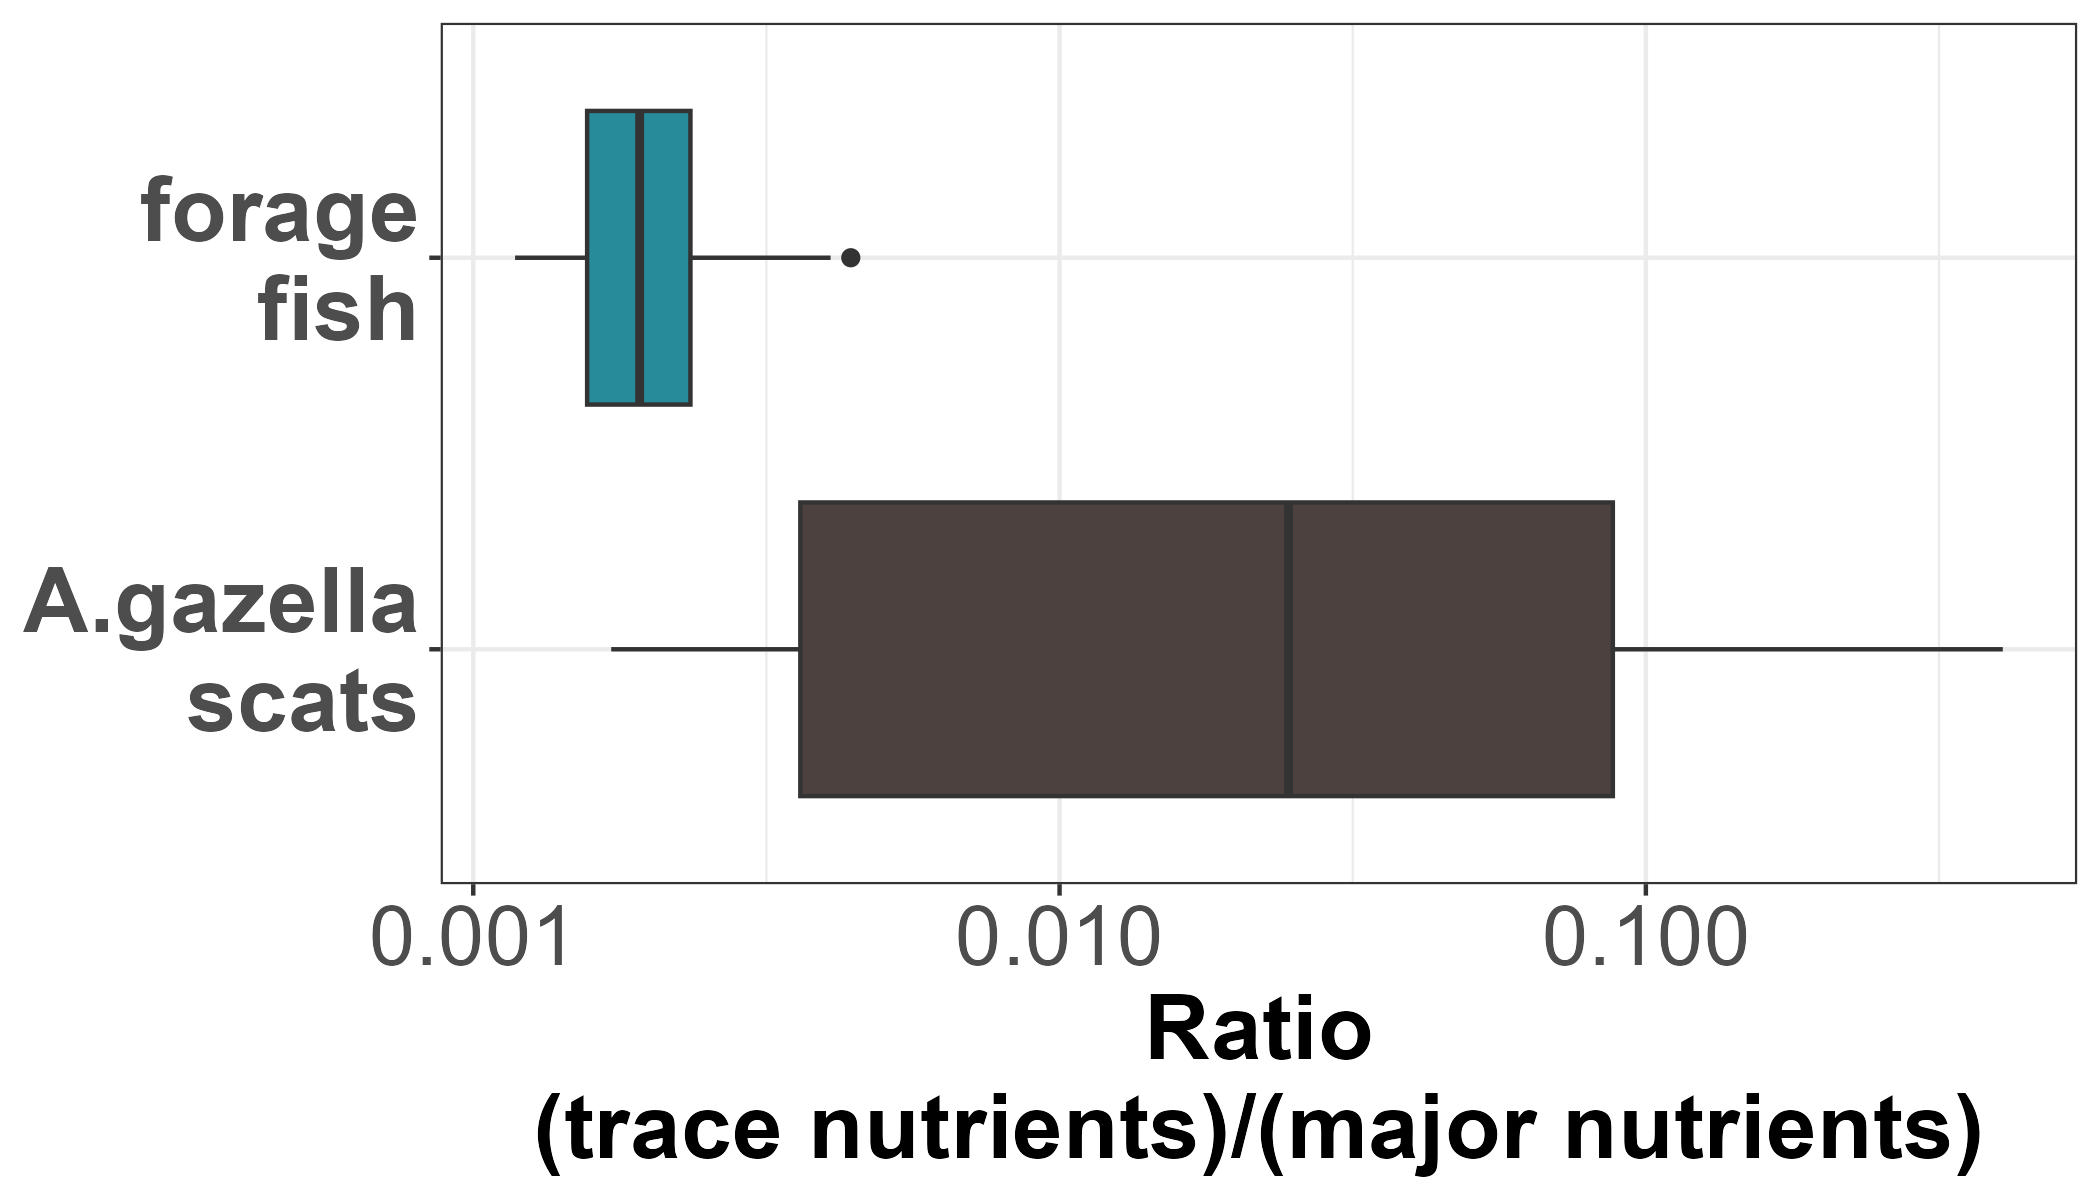 forage
fish
A.gazella
scats
0.001
0.010
0.100
Ratio
(trace nutrients)/(major nutrients)